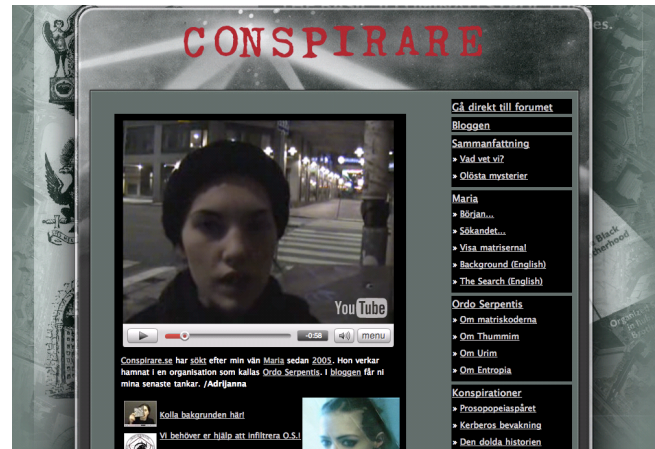 es.
CONSPIRARE
YouTube
-0:58
menu
Conspirare.se har sökt efter min vän Maria sedan 2005. Hon verkar
hamnat i en organisation som kallas Ordo Serpentis. I bloggen får ni
mina senaste tankar. /Adrijanna
Kolla bakgrunden här!
Vi behöver er hjälp att infiltrera O.S.!
Gå direkt till forumet
Bloggen
Sammanfattning
» Vad vet vi?
» Olösta mysterier
Maria
» Början...
» Sökandet...
» Visa matriserna!
» Background (English)
» The Search (English)
Ordo Serpentis
» Om matriskoderna
» Om Thummim
» Om Urim
» Om Entropia
Konspirationer
» Prosopopeiaspåret
» Kerberos bevakning
» Den dolda historien
Black